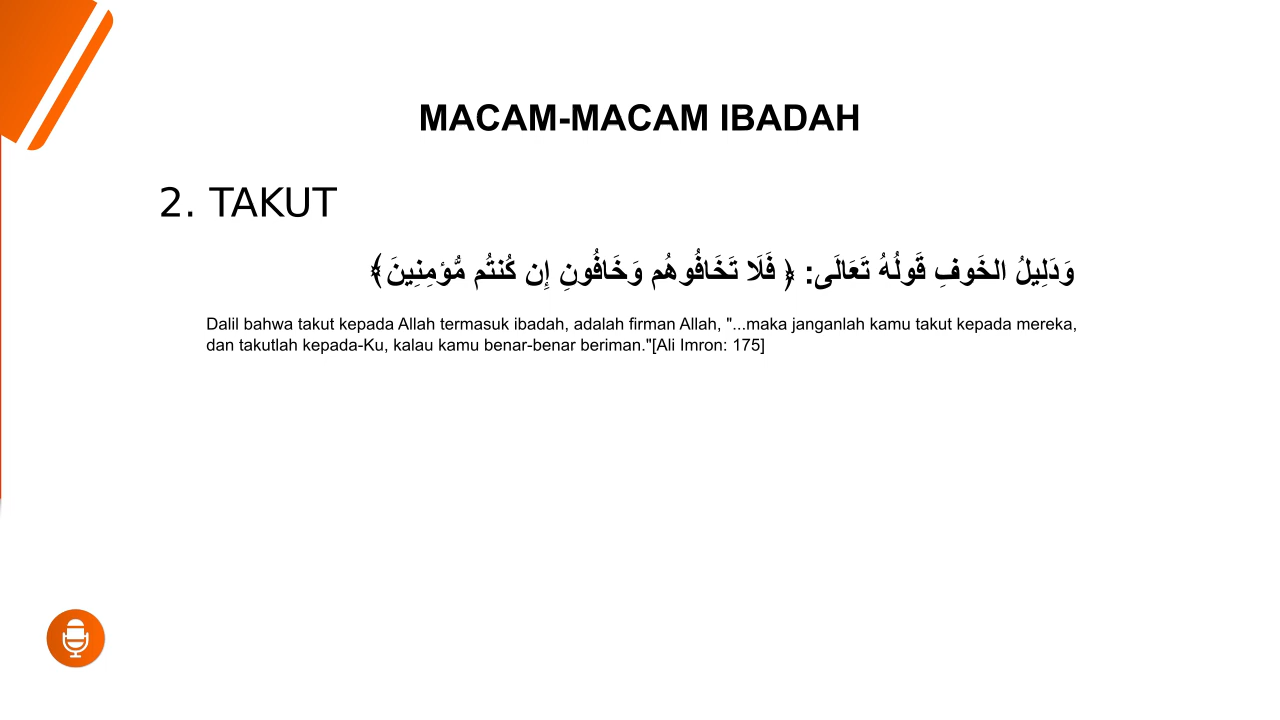 MACAM-MACAM IBADAH
2. TAKUT
وَدَلِيلُ الخَوفِ قَولُهُ تَعَالَى: ﴿ فَلَا تَخَافُوهُم وَخَافُونِ إِن كُنتُم مُّؤمِنِينَ ﴾
Dalil bahwa takut kepada Allah termasuk ibadah, adalah firman Allah, "...maka janganlah kamu takut kepada mereka,
dan takutlah kepada-Ku, kalau kamu benar-benar beriman."[Ali Imron: 175]